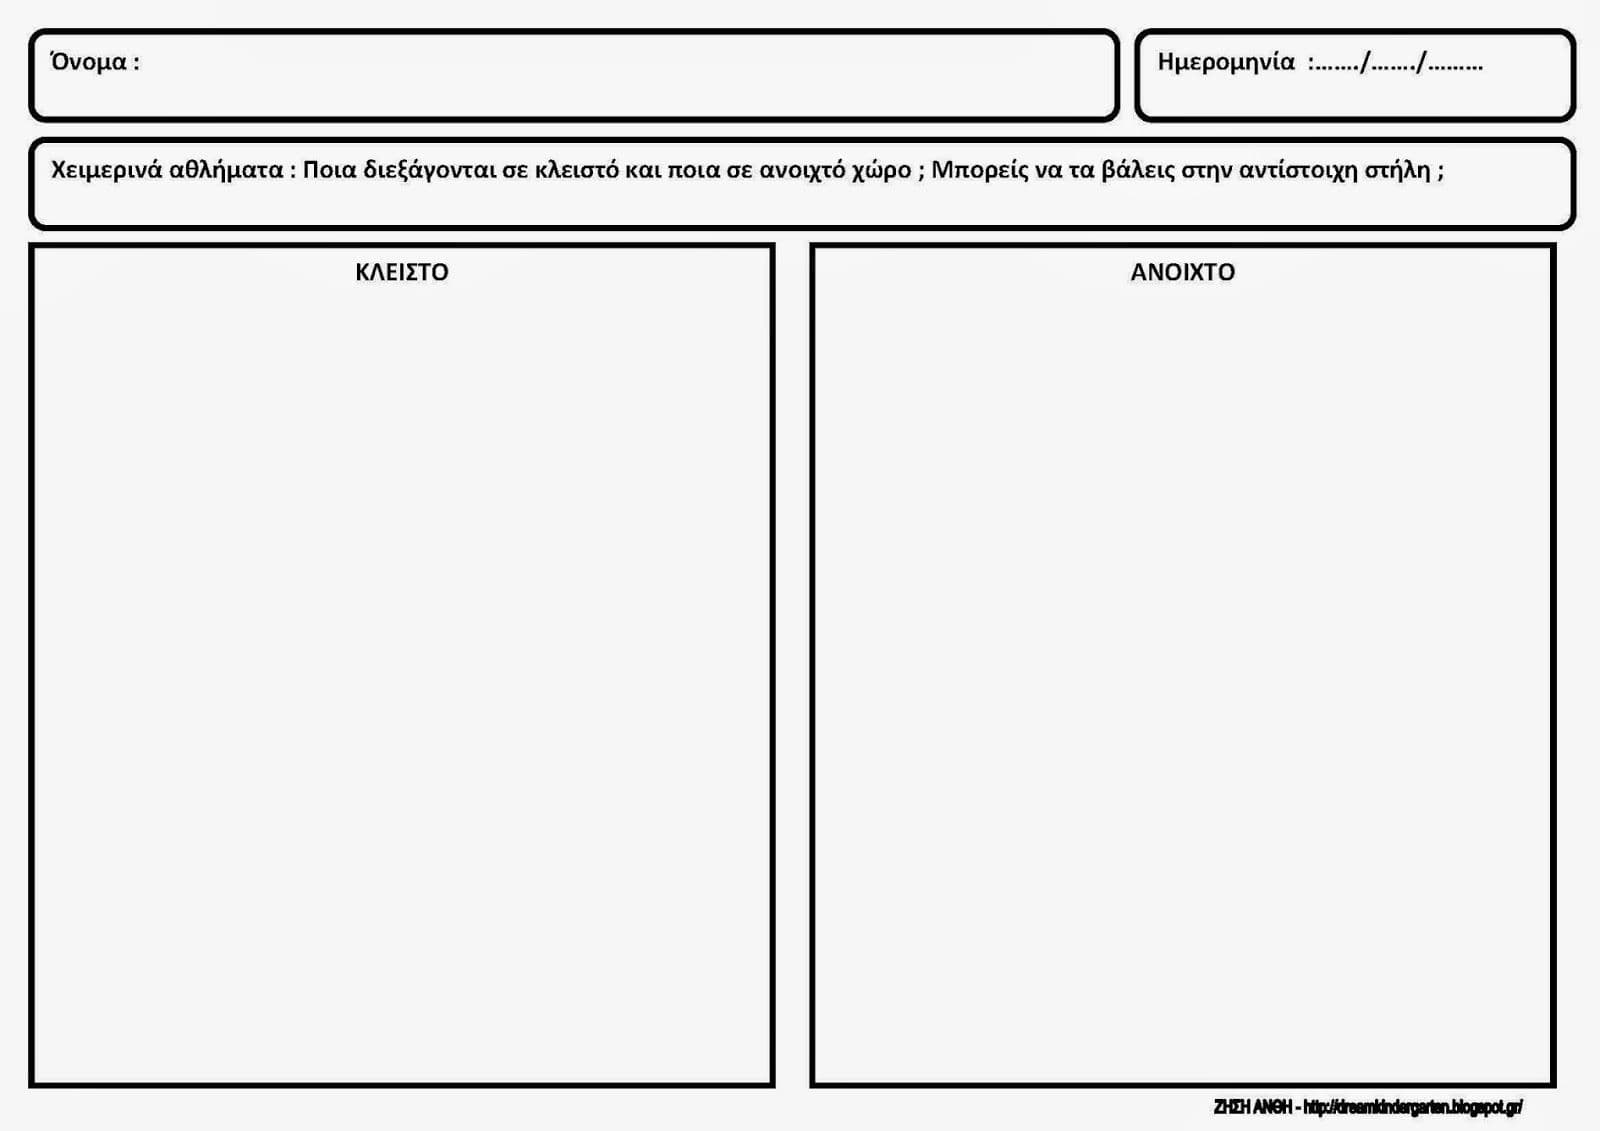 Όνομα :
Ημερομηνία :......./......./.........
Χειμερινά αθλήματα : Ποια διεξάγονται σε κλειστό και ποια σε ανοιχτό χώρο ; Μπορείς να τα βάλεις στην αντίστοιχη στήλη ;
ΚΛΕΙΣΤΟ
ΑΝΟΙΧΤΟ
ΖΗΣΗ ΑΝΘΗ - http://dreamkindergarten.blogspot.gr/